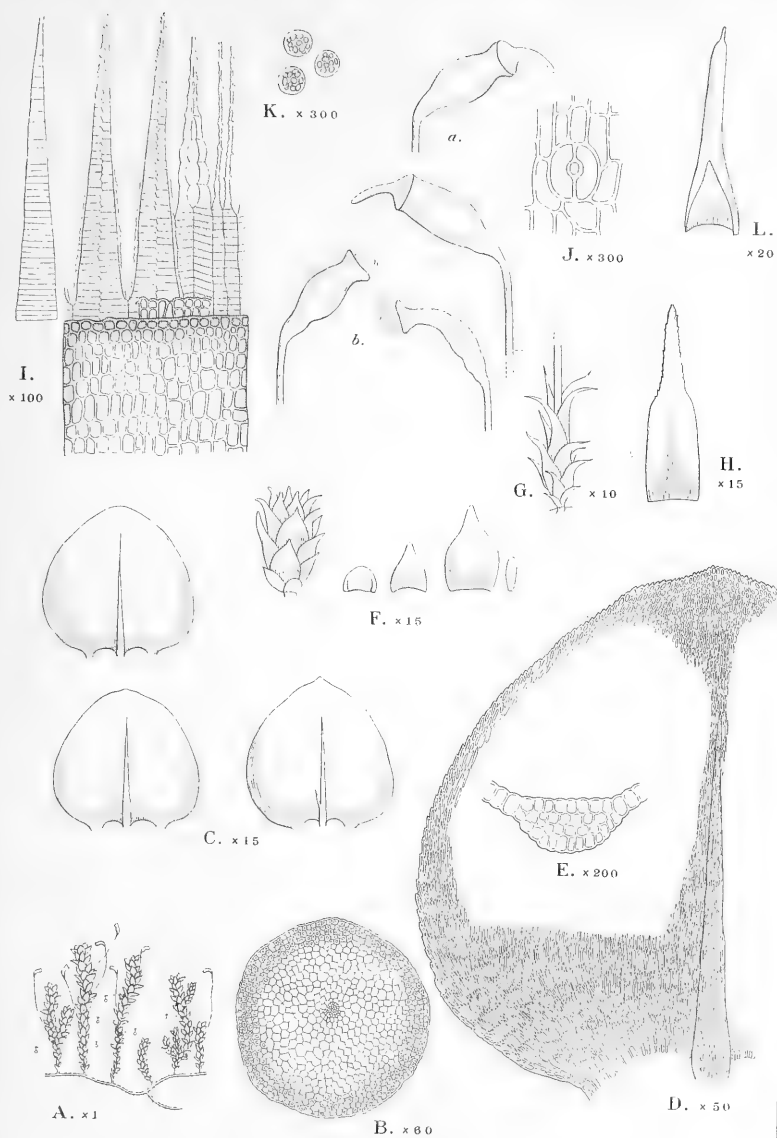 K. × 300
a.
J. × 300
L.
× 20
I.
× 100
b.
G. × 10
H.
× 15
F. × 15
C. × 15
E. × 200
A. × 1
B. × 60
D. × 50